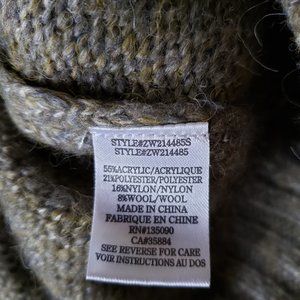 STYLE#ZW214485S
STYLE#ZW214485
55%ACRYLIC/ACRYLIQUE
21%POLYESTER/POLYESTER
16%NYLON/NYLON
8%WOOL/WOOL
MADE IN CHINA
FABRIQUE EN CHINE
RN#135090
CA#35884
SEE REVERSE FOR CARE
VOIR INSTRUCTIONS AU DOS